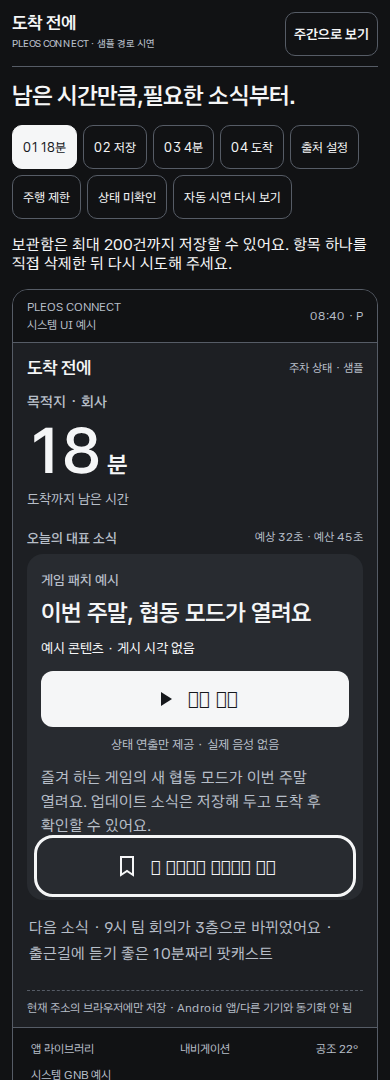 도착 전에
PLEOS CONNECT · 샘플 경로 시연
주간으로 보기
남은 시간만큼,필요한 소식부터.
01 18분
02 저장
03 4분
04 도착
출처 설정
주행 제한
상태 미확인
자동 시연 다시 보기
보관함은 최대 200건까지 저장할 수 있어요. 항목 하나를
직접 삭제한 뒤 다시 시도해 주세요.
PLEOS CONNECT
시스템 UI 예시
08:40 · P
도착 전에
주차 상태 · 샘플
목적지 · 회사
18 분
도착까지 남은 시간
오늘의 대표 소식
예상 32초 · 예산 45초
게임 패치 예시
이번 주말, 협동 모드가 열려요
예시 콘텐츠 · 게시 시각 없음
상태 연출만 제공 · 실제 음성 없음
즐겨 하는 게임의 새 협동 모드가 이번 주말
열려요. 업데이트 소식은 저장해 두고 도착 후
확인할 수 있어요.
다음 소식 · 9시 팀 회의가 3층으로 바뀌었어요 ·
출근길에 듣기 좋은 10분짜리 팟캐스트
현재 주소의 브라우저에만 저장 · Android 앱/다른 기기와 동기화 안 됨
앱 라이브러리
내비게이션
공조 22°
시스템 GNB 예시